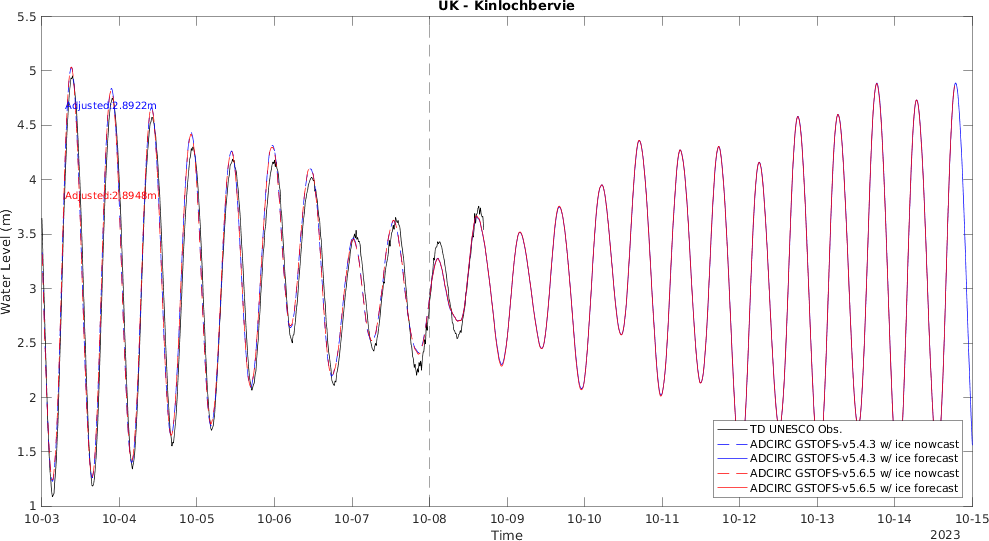 UK - Kinlochbervie
5.5
5
4.5
4
3.5
3
2.5
2
1.5
1
Water Level (m)
Adjusted:2.8922m
Adjusted:2.8948m
TD UNESCO Obs.
ADCIRC GSTOFS-v5.4.3 w/ ice nowcast
ADCIRC GSTOFS-v5.4.3 w/ ice forecast
ADCIRC GSTOFS-v5.6.5 w/ ice nowcast
ADCIRC GSTOFS-v5.6.5 w/ ice forecast
10-03 10-04 10-05 10-06 10-07 10-08 10-09 10-10 10-11 10-12 10-13 10-14 10-15
Time
2023